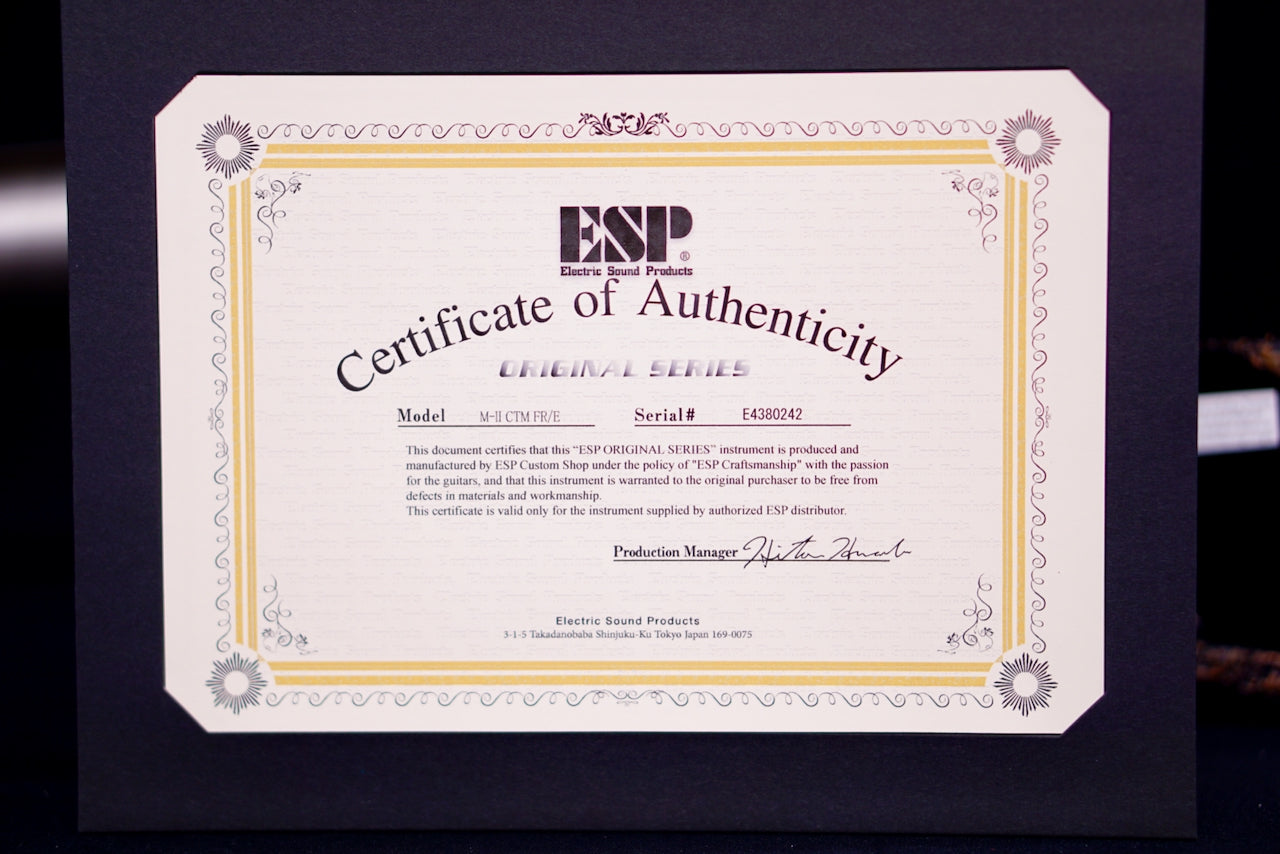 ESP®
Electric Sound Products
Certificate of Authenticity
ORIGINAL SERIES
Model M-II CTM FR/E Serial# E4380242
This document certifies that this “ESP ORIGINAL SERIES” instrument is produced and
manufactured by ESP Custom Shop under the policy of "ESP Craftsmanship" with the passion
for the guitars, and that this instrument is warranted to the original purchaser to be free from
defects in materials and workmanship.
This certificate is valid only for the instrument supplied by authorized ESP distributor.
Production Manager
Electric Sound Products
3-1-5 Takadanobaba Shinjuku-Ku Tokyo Japan 169-0075